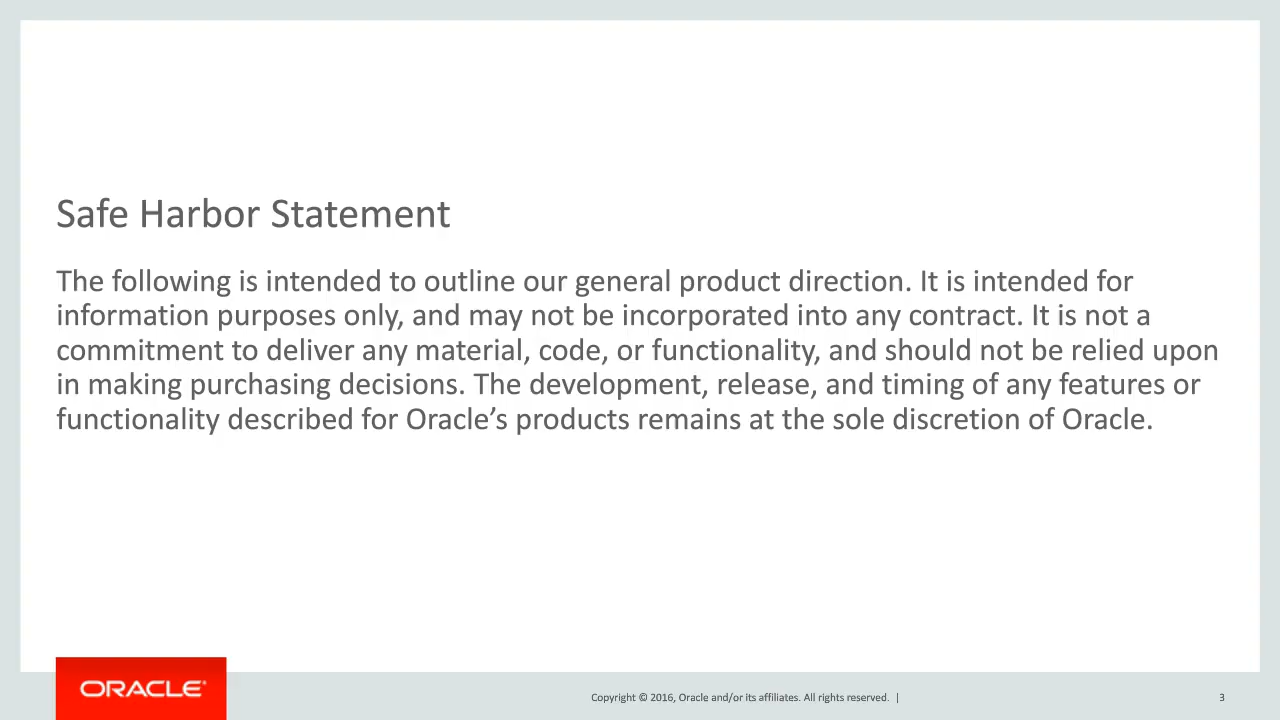 Safe Harbor Statement
The following is intended to outline our general product direction. It is intended for
information purposes only, and may not be incorporated into any contract. It is not a
commitment to deliver any material, code, or functionality, and should not be relied upon
in making purchasing decisions. The development, release, and timing of any features or
functionality described for Oracle’s products remains at the sole discretion of Oracle.
ORACLE®
Copyright © 2016, Oracle and/or its affiliates. All rights reserved. |
3